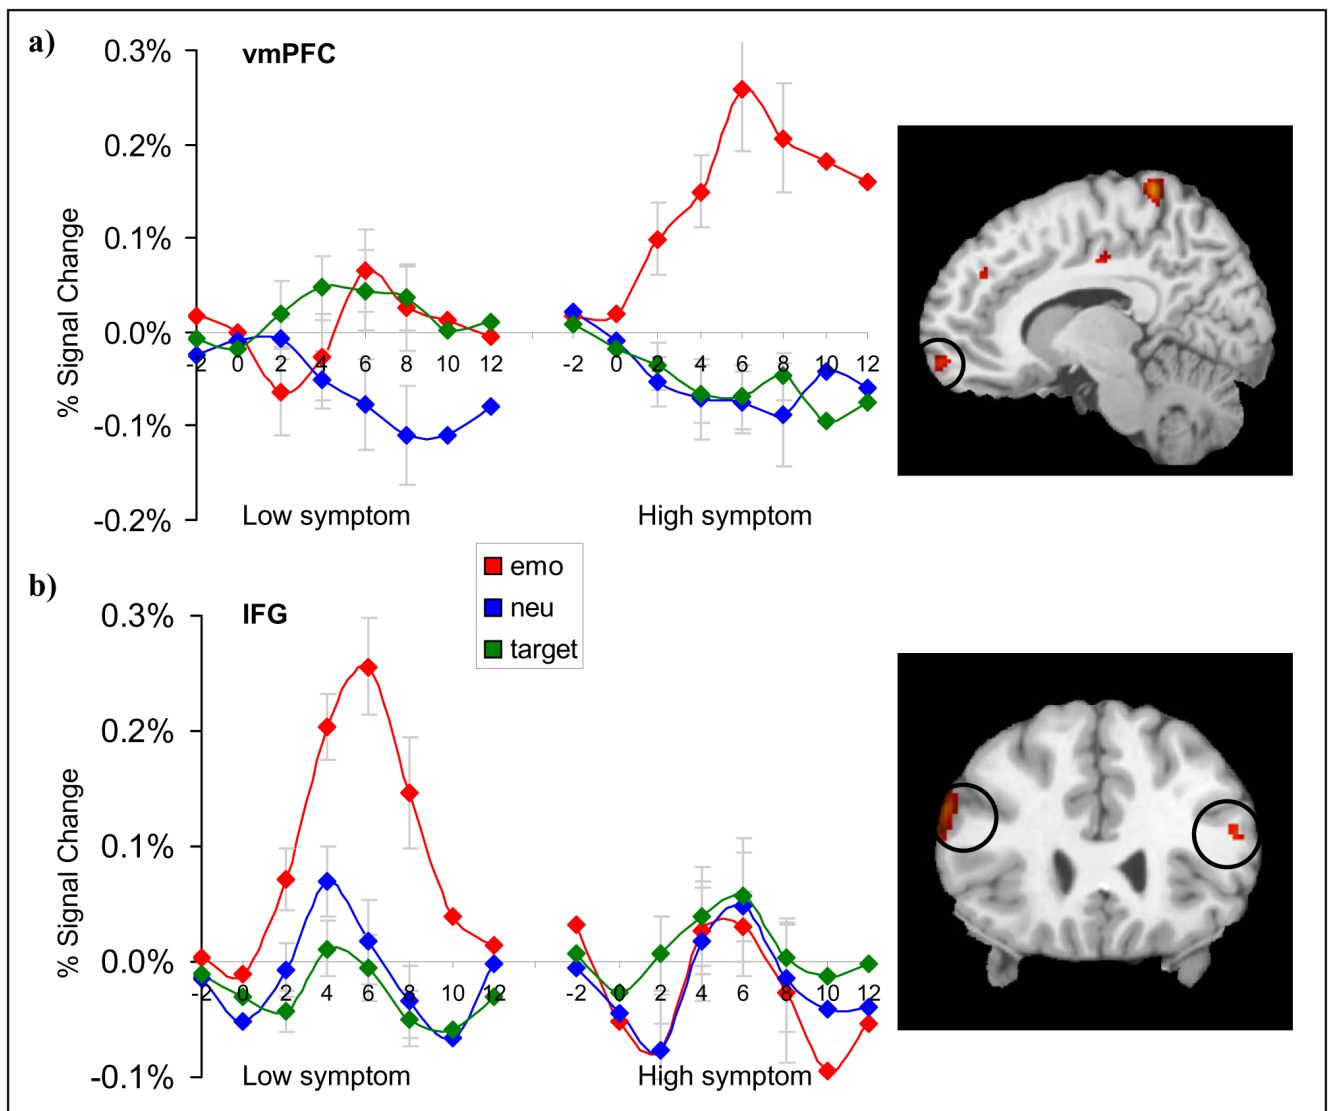 a)
vmPFC
0.3%
0.2%
0.1%
0.0%
-0.1%
-0.2%
% Signal Change
-2 0 2 4 6 8 10 12
-2 0 2 4 6 8 10 12
Low symptom
High symptom
emo
neu
target
b)
IFG
0.3%
0.2%
0.1%
0.0%
-0.1%
% Signal Change
-2 0 2 4 6 8 10 12
-2 0 2 4 6 8 10 12
Low symptom
High symptom